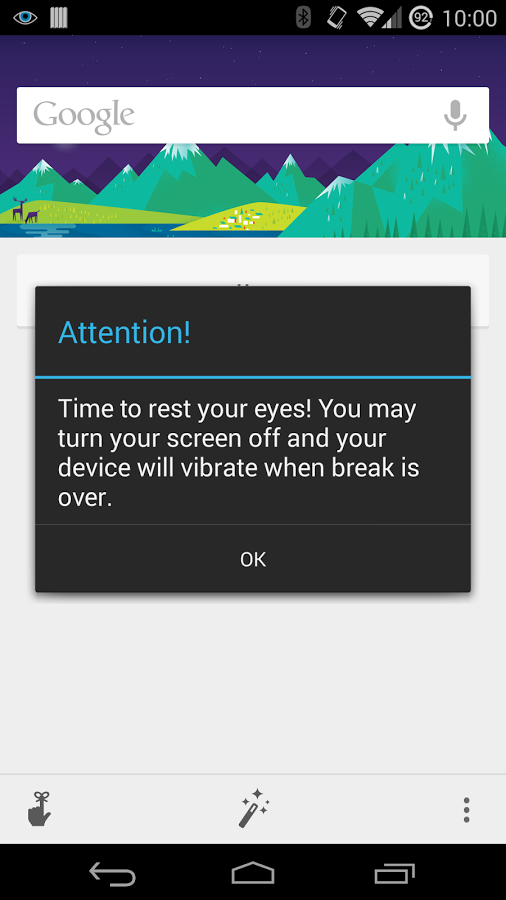 92 10:00
Google
Attention!
Time to rest your eyes! You may
turn your screen off and your
device will vibrate when break is
over.
OK